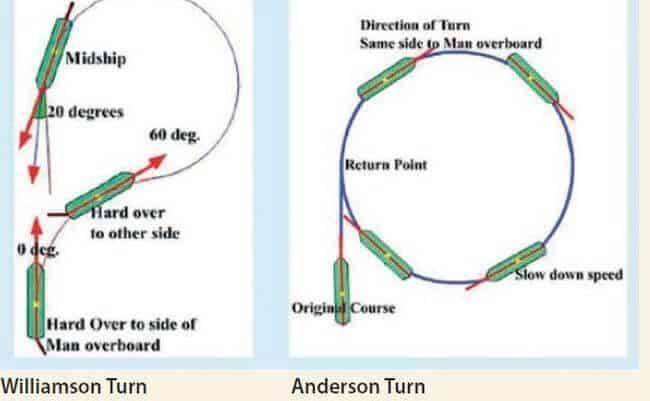 Midship
20 degrees
60 deg.
Hard over
to other side
0 deg.
Hard Over to side of
Man overboard
Williamson Turn
Direction of Turn
Same side to Man overboard
Return Point
Slow down speed
Original Course
Anderson Turn